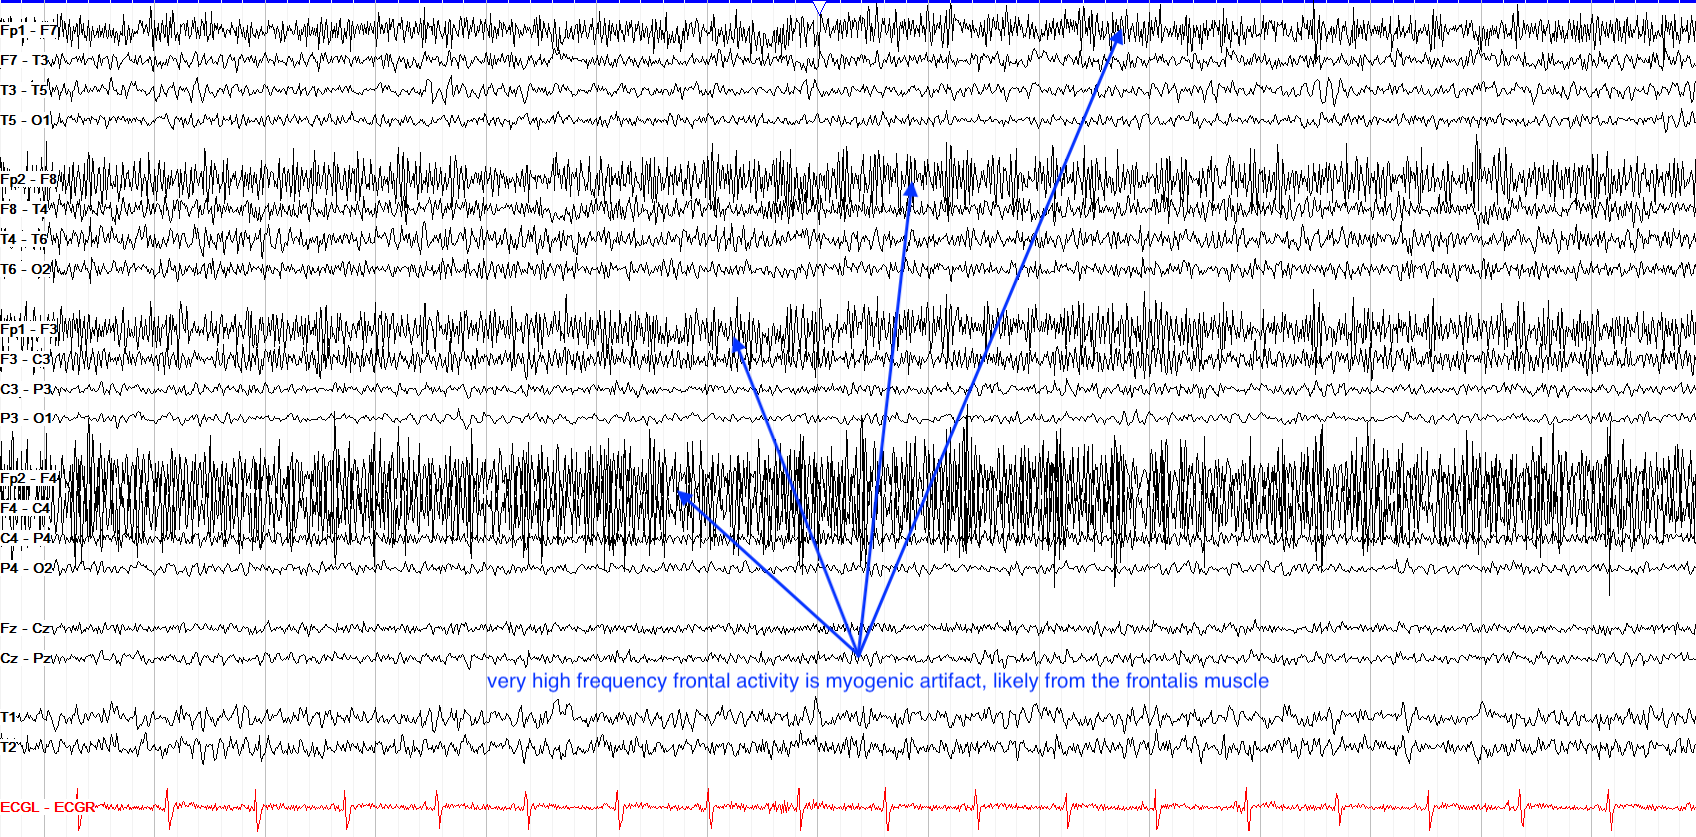 Fp1 - F7
F7 - T3
T3 - T5
T5 - O1
Fp2 - F8
F8 - T4
T4 - T6
T6 - O2
Fp1 - F3
F3 - C3
C3 - P3
P3 - O1
Fp2 - F4
F4 - C4
C4 - P4
P4 - O2
Fz - Cz
Cz - Pz
very high frequency frontal activity is myogenic artifact, likely from the frontalis muscle
T1
T2
ECGL - ECGR